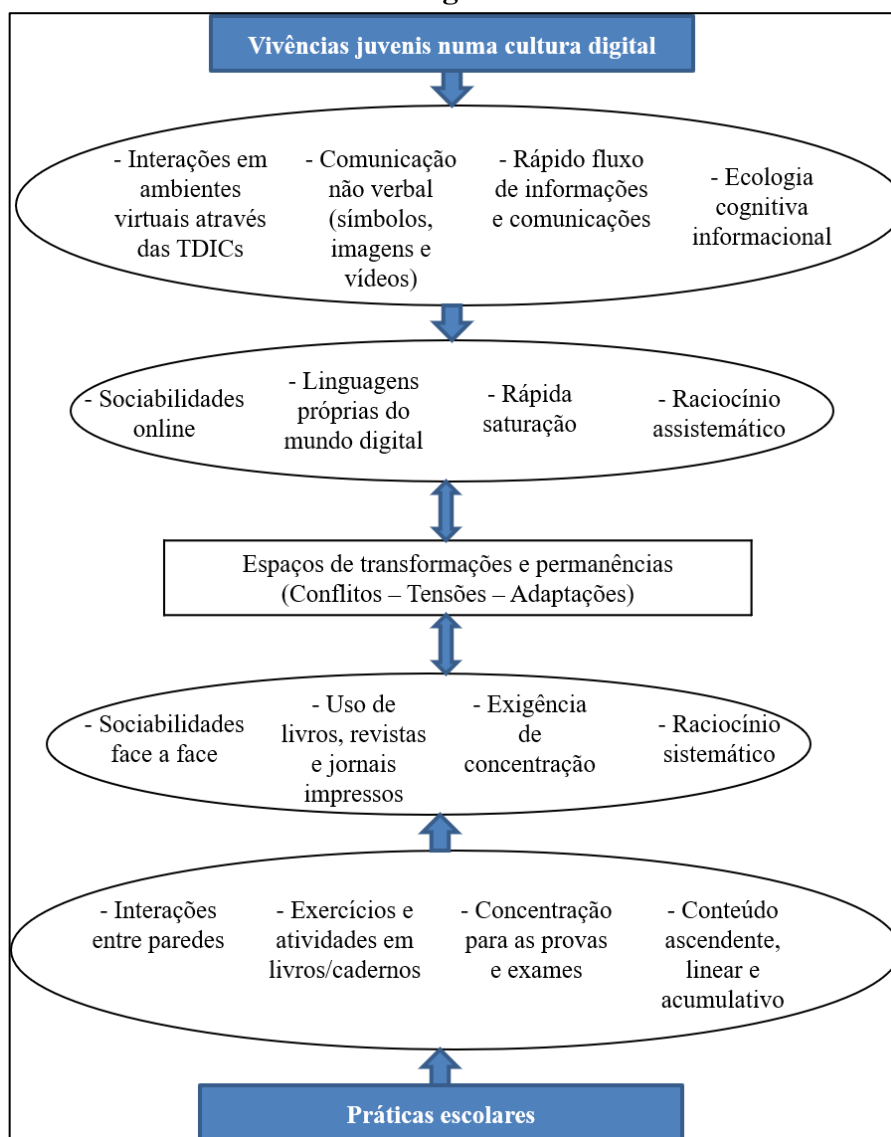 Vivências juvenis numa cultura digital
- Interações em
ambientes
virtuais através
das TDICs
- Comunicação
não verbal
(símbolos,
imagens e
vídeos)
- Rápido fluxo
de informações
e comunicações
- Ecologia
cognitiva
informacional
- Sociabilidades
online
- Linguagens
próprias do
mundo digital
- Rápida
saturação
- Raciocínio
assistemático
Espaços de transformações e permanências
(Conflitos – Tensões – Adaptações)
- Sociabilidades
face a face
- Uso de
livros, revistas
e jornais
impressos
- Exigência
de
concentração
- Raciocínio
sistemático
- Interações
entre paredes
- Exercícios e
atividades em
livros/cadernos
- Concentração
para as provas
e exames
- Conteúdo
ascendente,
linear e
acumulativo
Práticas escolares